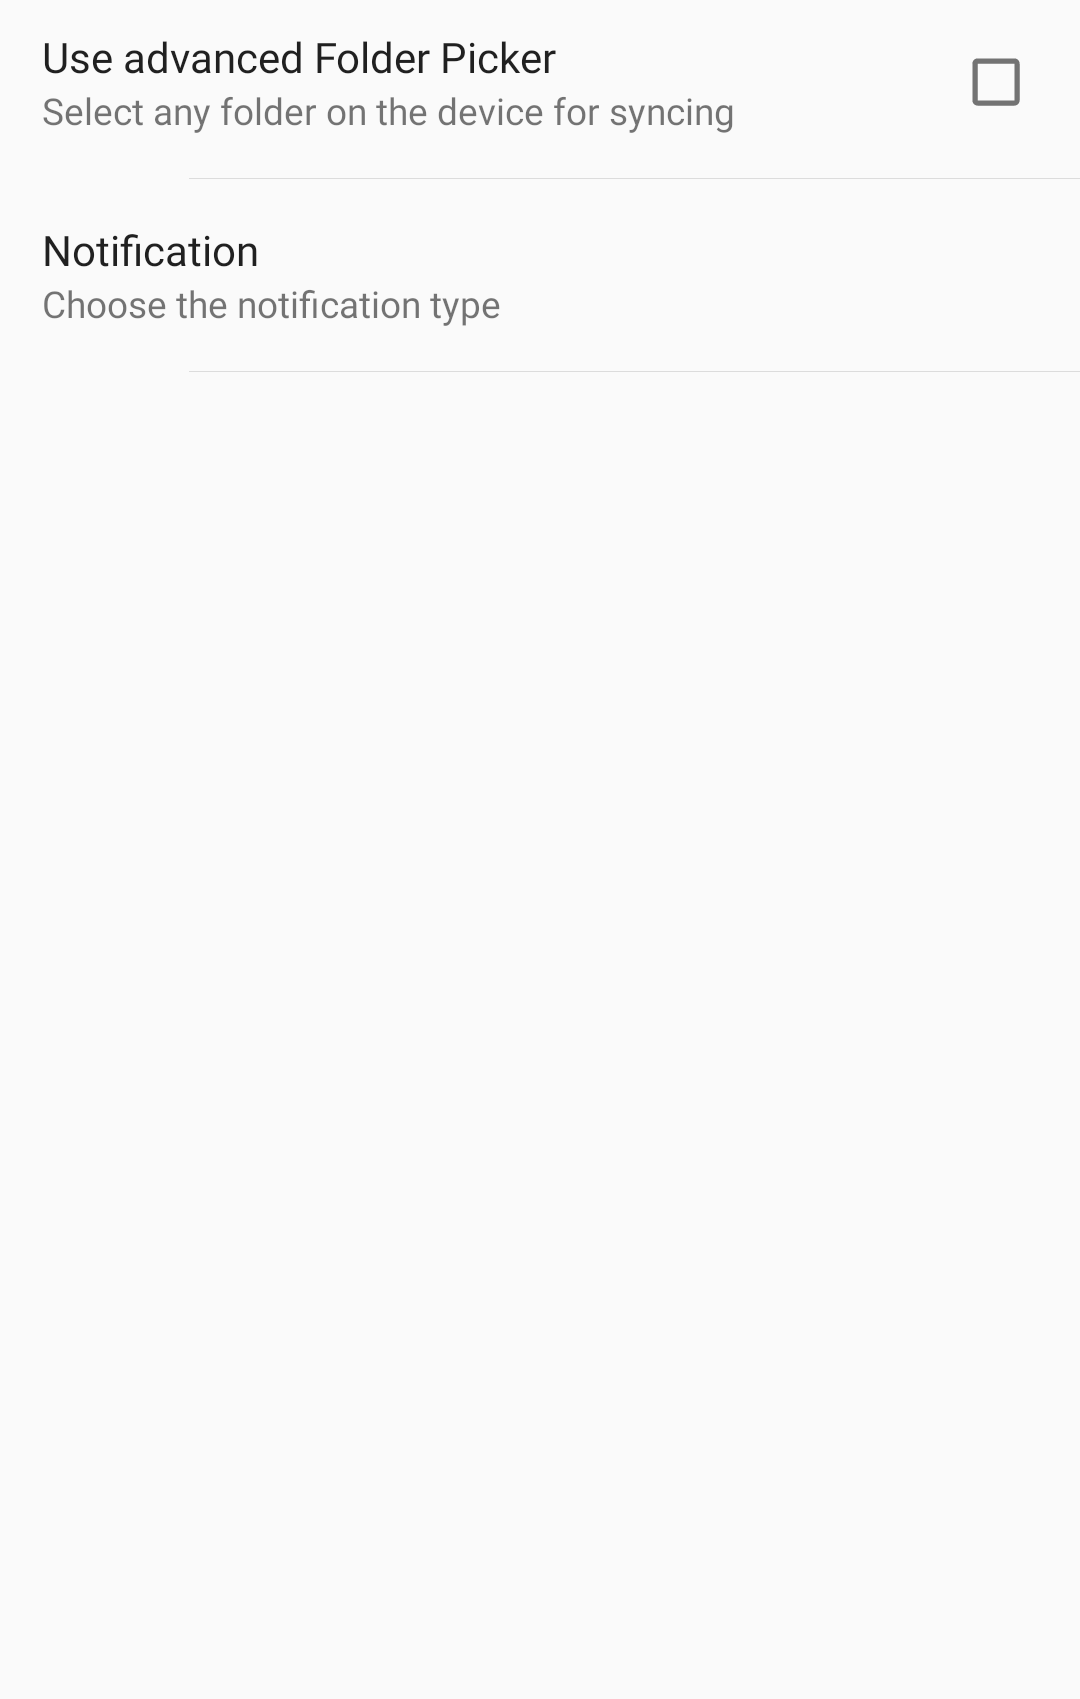 Use advanced Folder Picker
Select any folder on the device for syncing
Notification
Choose the notification type